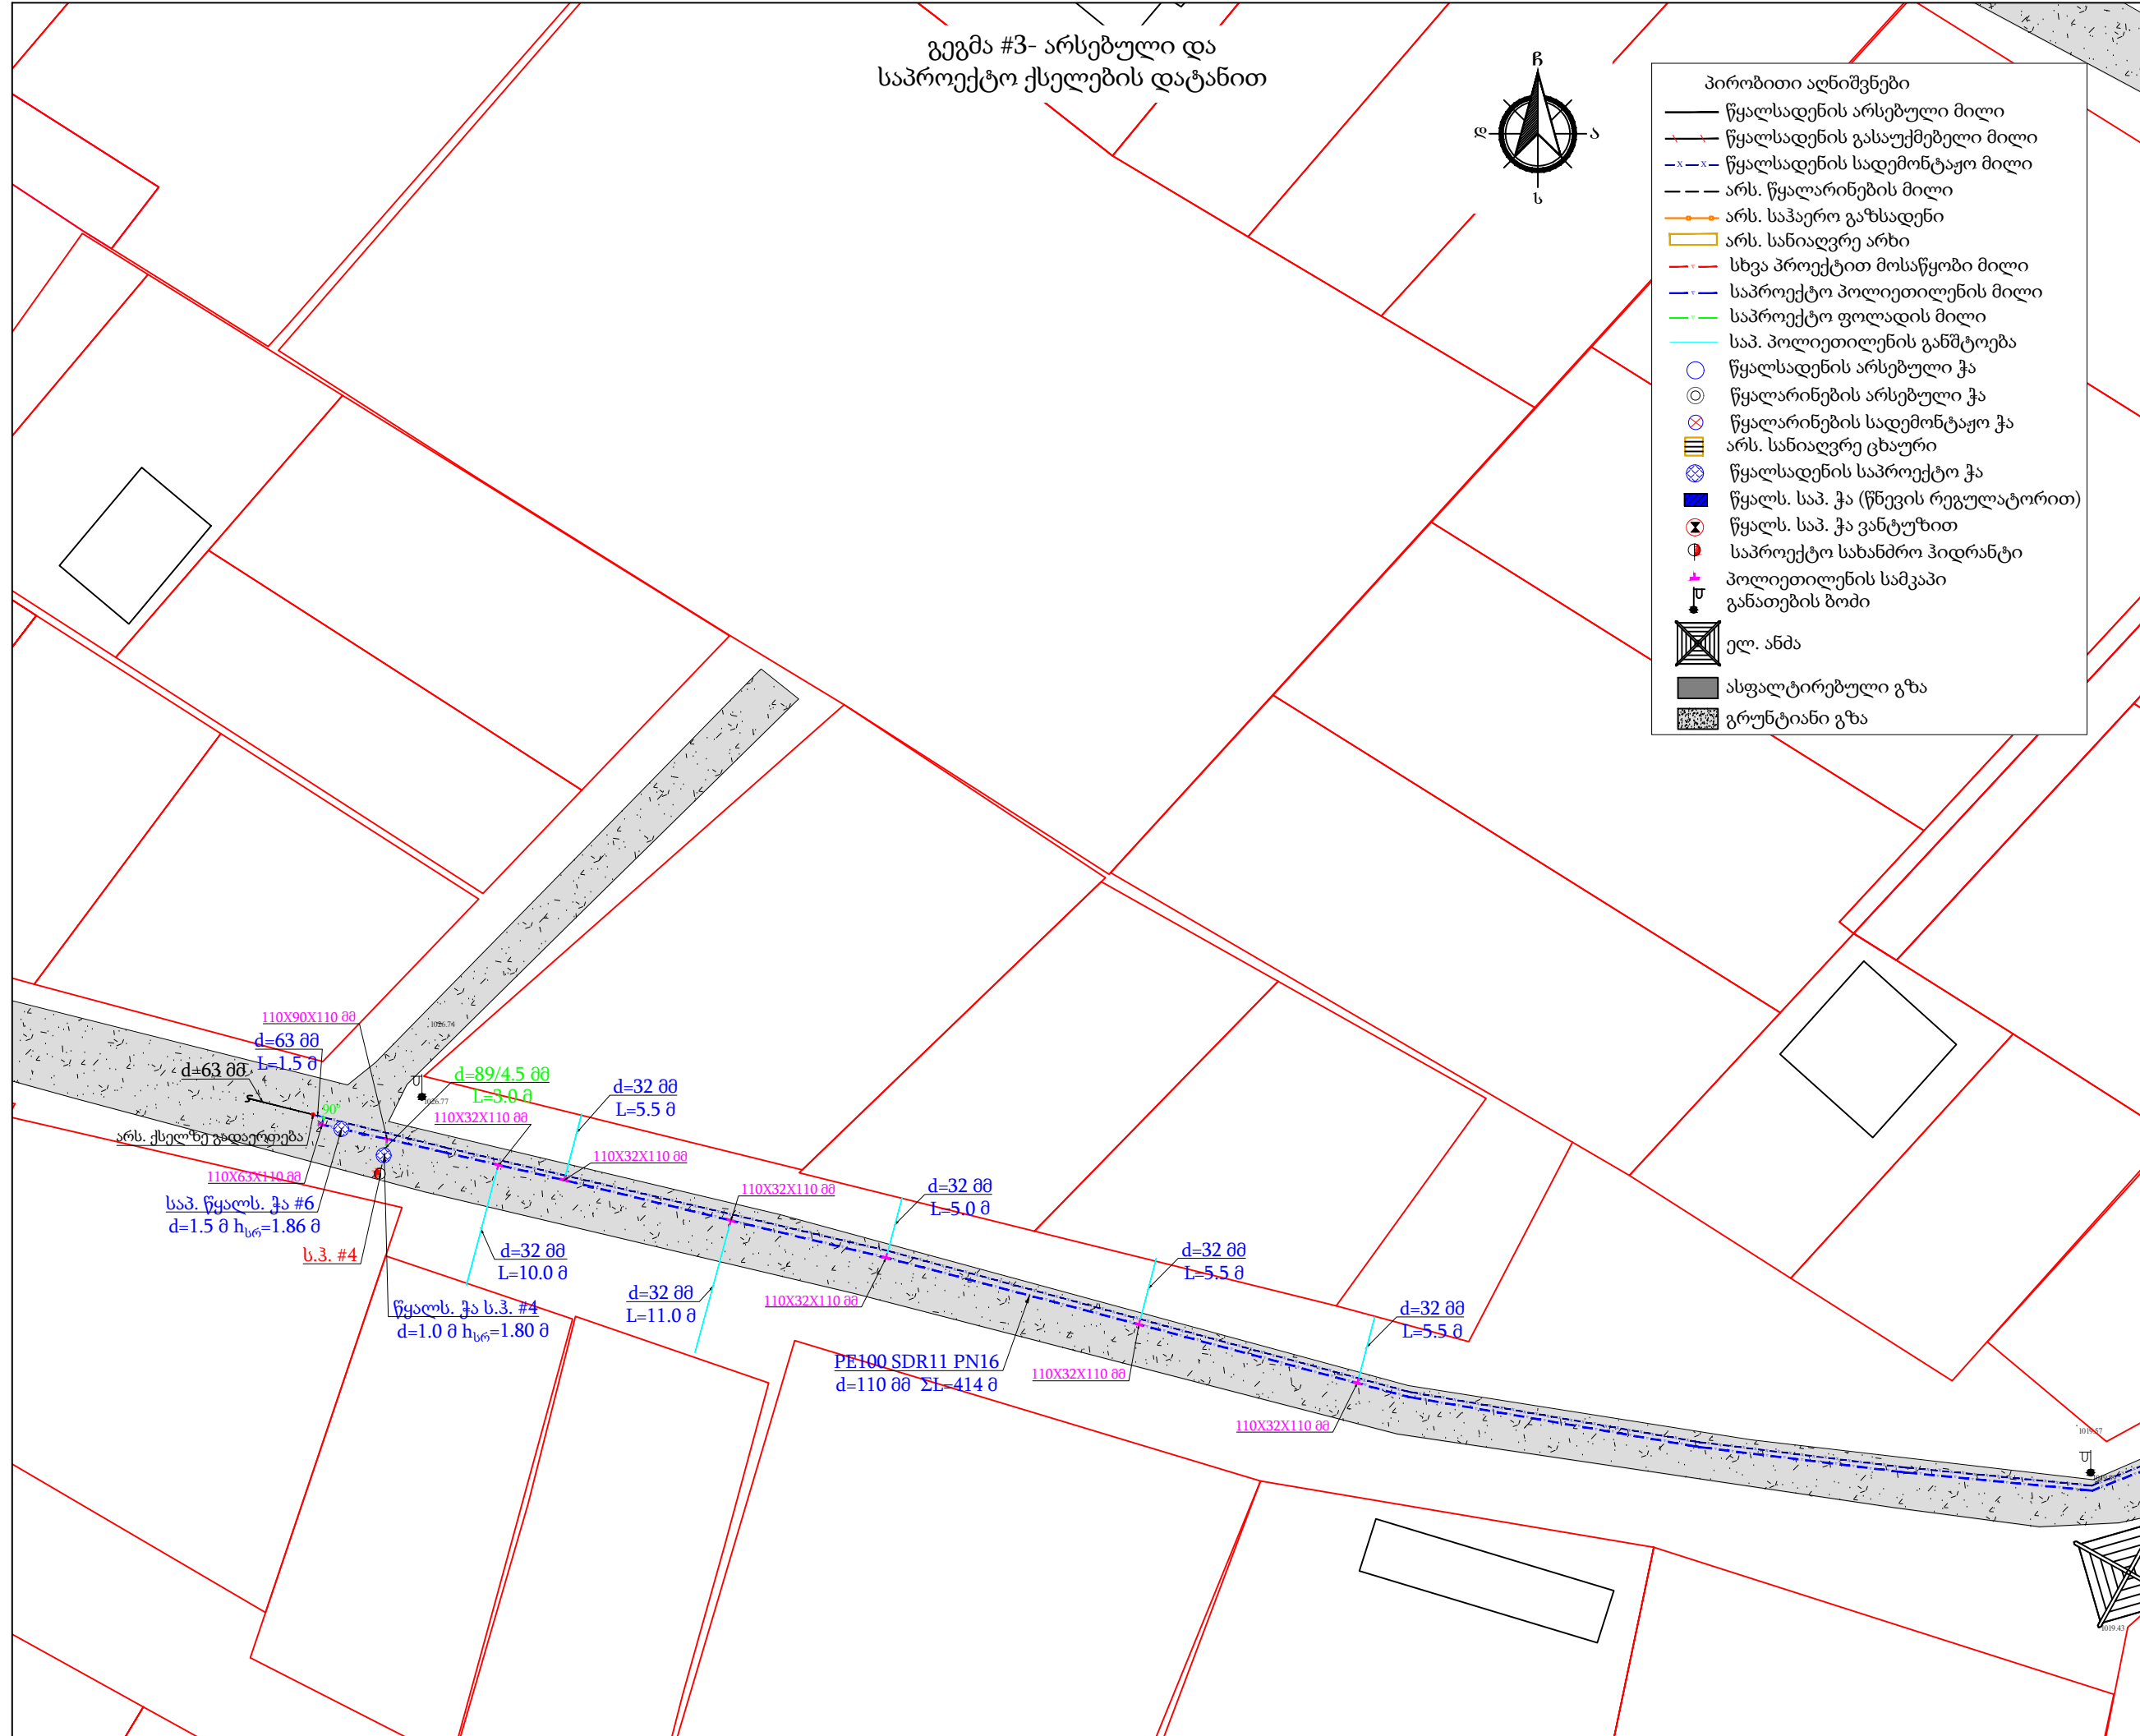 გეგმა #3- არსებული და
საპროექტო ქსელების დატანით
ჩ
დ
ა
ს
პირობითი აღნიშვნები
წყალსადენის არსებული მილი
წყალსადენის გასაუქმებელი მილი
წყალსადენის სადემონტაჟო მილი
არს. წყალარინების მილი
არს. საჰაერო გაზსადენი
არს. სანიაღვრე არხი
სხვა პროექტით მოსაწყობი მილი
საპროექტო პოლიეთილენის მილი
საპროექტო ფოლადის მილი
საპ. პოლიეთილენის განშტოება
წყალსადენის არსებული ჭა
წყალარინების არსებული ჭა
წყალარინების სადემონტაჟო ჭა
არს. სანიაღვრე ცხაური
წყალსადენის საპროექტო ჭა
წყალს. საპ. ჭა (წნევის რეგულატორით)
წყალს. საპ. ჭა ვანტუზით
საპროექტო სახანძრო ჰიდრანტი
პოლიეთილენის სამკაპი
განათების ბოძი
ელ. ანძა
ასფალტირებული გზა
გრუნტიანი გზა
110X90X110 მმ
1026.74
d=63 მმ
L=1.5 მ
d=63 მმ
d=89/4.5 მმ
L=3.0 მ
1026.77
90°
110X32X110 მმ
d=32 მმ
L=5.5 მ
არს. ქსელზე გადაერთება
110X63X110 მმ
110X32X110 მმ
110X32X110 მმ
d=32 მმ
L=5.0 მ
საპ. წყალს. ჭა #6
d=1.5 მ hსრ=1.86 მ
ს.ჰ. #4
d=32 მმ
L=10.0 მ
d=32 მმ
L=5.5 მ
წყალს. ჭა ს.ჰ. #4
d=1.0 მ hსრ=1.80 მ
d=32 მმ
L=11.0 მ
110X32X110 მმ
d=32 მმ
L=5.5 მ
PE100 SDR11 PN16
d=110 მმ ΣL=414 მ
110X32X110 მმ
110X32X110 მმ
1019.57
1019.43